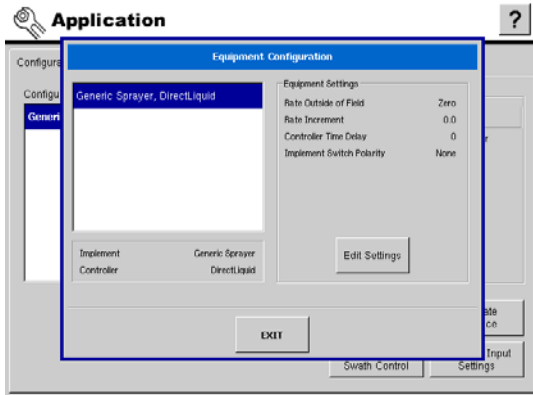 Application
?
Configura
Equipment Configuration
Configu
Generi
Generic Sprayer, DirectLiquid
Equipment Settings
Rate Outside of Field Zero
Rate Increment 0.0
Controller Time Delay 0
Implement Switch Polarity None
r
Implement Generic Sprayer
Controller DirectLiquid
Edit Settings
EXIT
ate
ce
Swath Control
Input
Settings